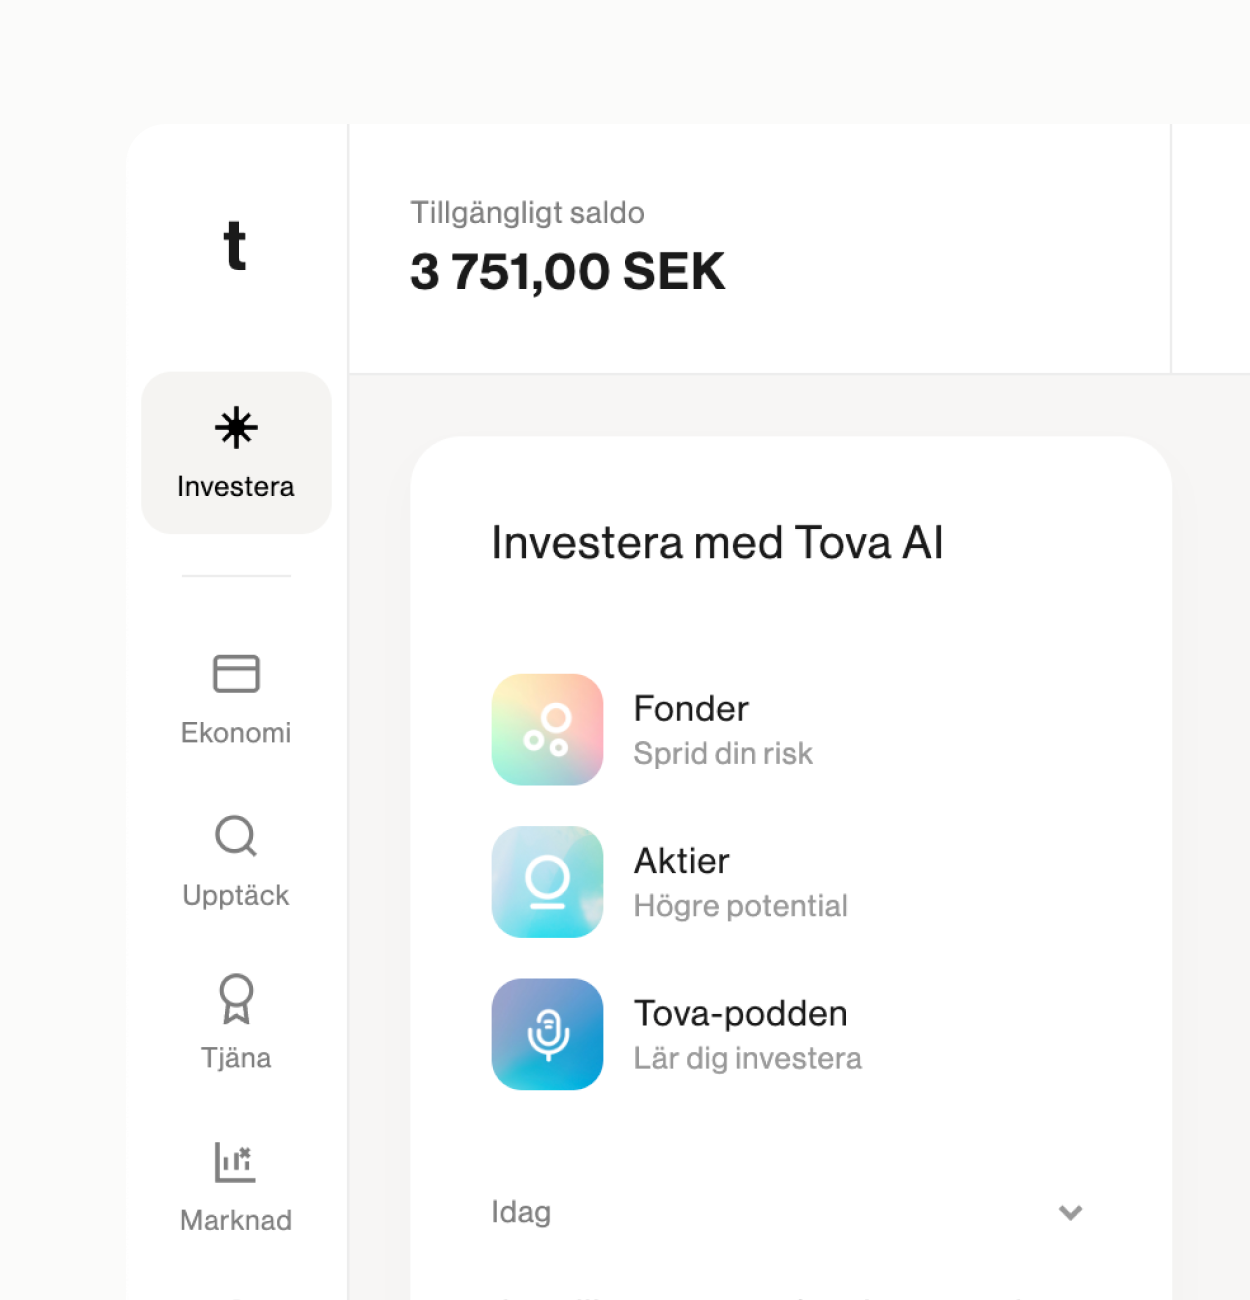 t
Tillgängligt saldo
3 751,00 SEK
Investera
Ekonomi
Upptäck
Tjäna
Marknad
Investera med Tova AI
Fonder
Sprid din risk
Aktier
Högre potential
Tova-podden
Lär dig investera
Idag